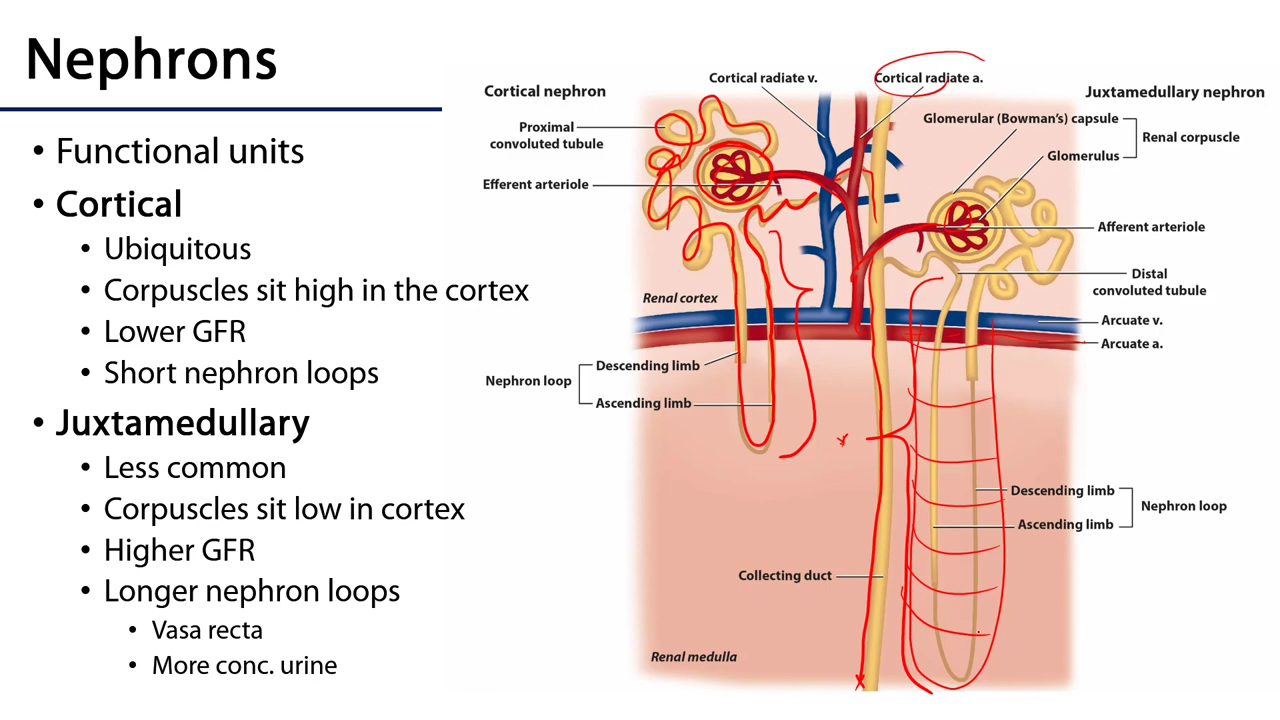 Nephrons
• Functional units
• Cortical
• Ubiquitous
• Corpuscles sit high in the cortex
• Lower GFR
• Short nephron loops
• Juxtamedullary
• Less common
• Corpuscles sit low in cortex
• Higher GFR
• Longer nephron loops
• Vasa recta
• More conc. urine
Cortical nephron
Cortical radiate v.
Cortical radiate a.
Juxtamedullary nephron
Proximal
convoluted tubule
Efferent arteriole
Glomerular (Bowman's) capsule
Renal corpuscle
Glomerulus
Afferent arteriole
Distal
convoluted tubule
Renal cortex
Arcuate v.
Arcuate a.
Nephron loop
Descending limb
Ascending limb
Descending limb
Ascending limb
Nephron loop
Collecting duct
Renal medulla